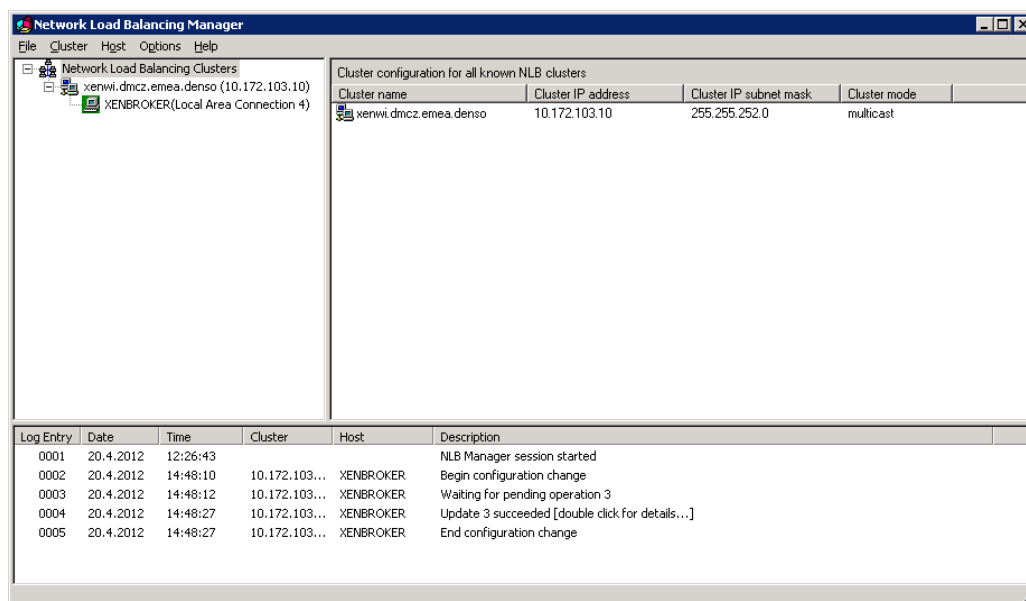 Network Load Balancing Manager
File Cluster Host Options Help
Network Load Balancing Clusters
xenwi.dmcz.emea.denso (10.172.103.10)
XENBROKER(Local Area Connection 4)
Cluster configuration for all known NLB clusters
Cluster name Cluster IP address Cluster IP subnet mask Cluster mode
xenwi.dmcz.emea.denso 10.172.103.10 255.255.252.0 multicast
Log Entry Date Time Cluster Host Description
0001 20.4.2012 12:26:43 NLB Manager session started
0002 20.4.2012 14:48:10 10.172.103... XENBROKER Begin configuration change
0003 20.4.2012 14:48:12 10.172.103... XENBROKER Waiting for pending operation 3
0004 20.4.2012 14:48:27 10.172.103... XENBROKER Update 3 succeeded [double click for details...]
0005 20.4.2012 14:48:27 10.172.103... XENBROKER End configuration change